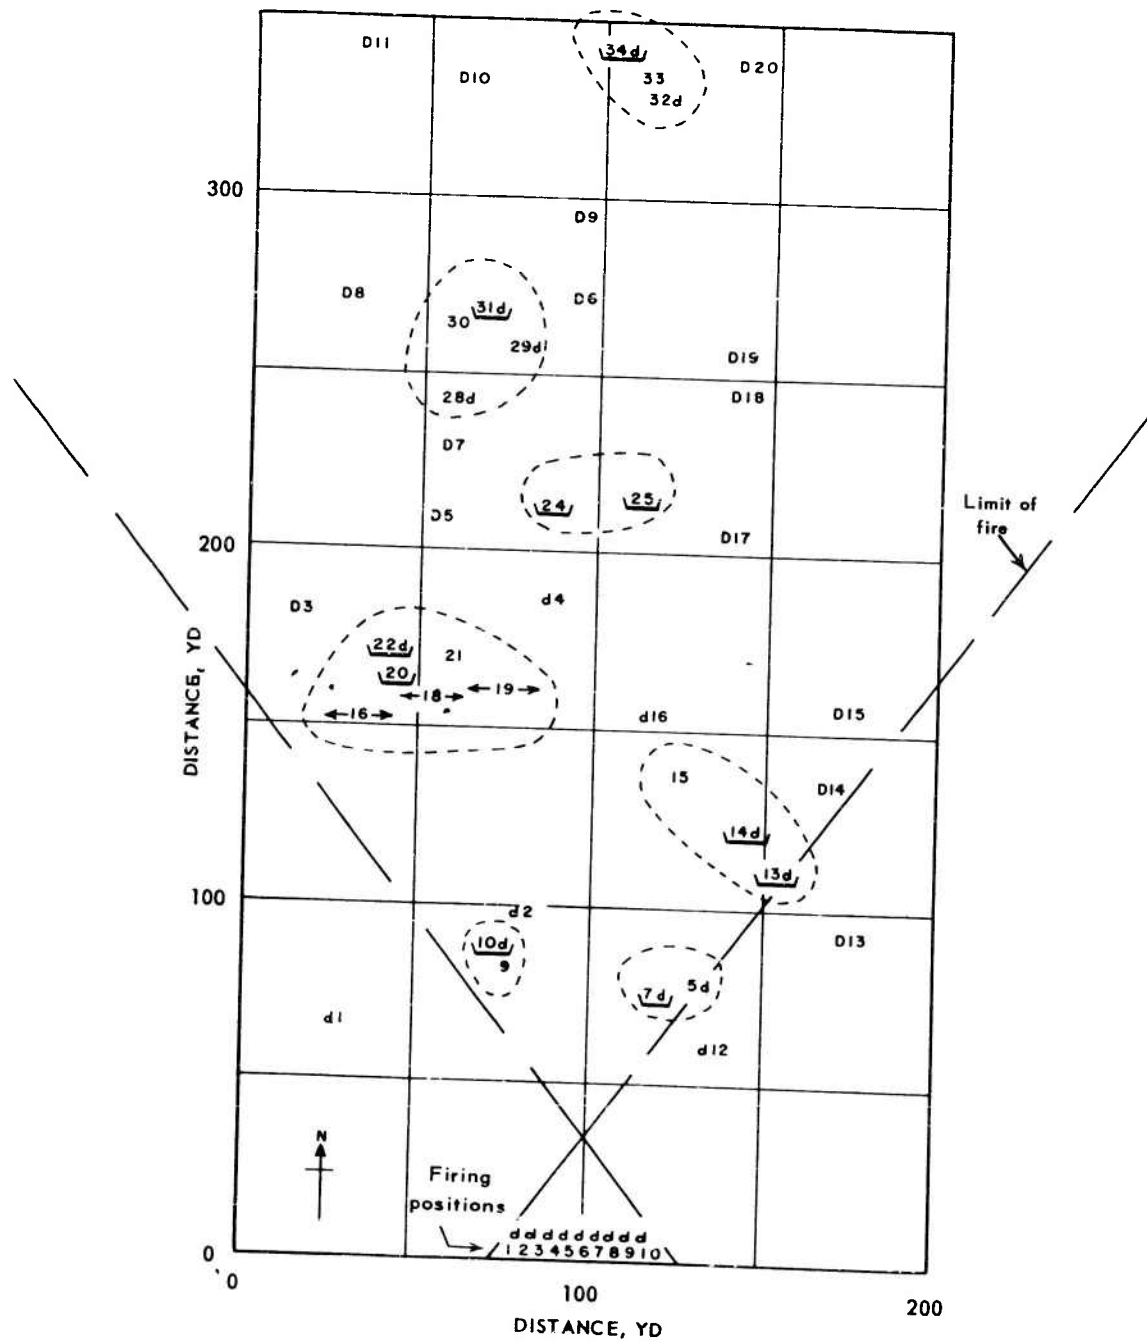 D11
34d
D20
D10
33
32d
300
D9
D8
D6
31d
30
29d
D19
28d
D18
D7
24
25
Limit of
fire
D5
D17
200
d4
D3
22d
21
20
18
19
16
d16
D15
15
D14
14d
13d
100
d2
D13
10d
9
5d
7d
d1
d12
N
Firing
positions
d d d d d d d d d
1 2 3 4 5 6 7 8 9 10
0
0
100
200
DISTANCE, YD
DISTANCE, YD